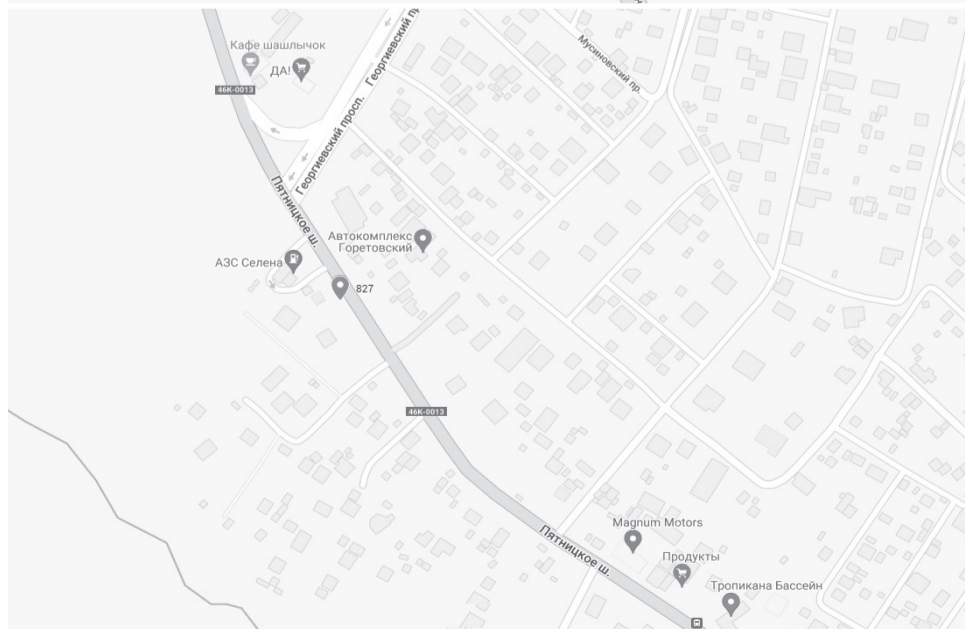 Кафе шашлычок
ДА!
46К-0013
Георгиевский пр
Георгиевский просп.
Мусиновский пр.
Пятницкое ш.
Автокомплекс
Горетовский
АЗС Селена
827
46К-0013
Пятницкое ш.
Magnum Motors
Продукты
Тропикана Бассейн